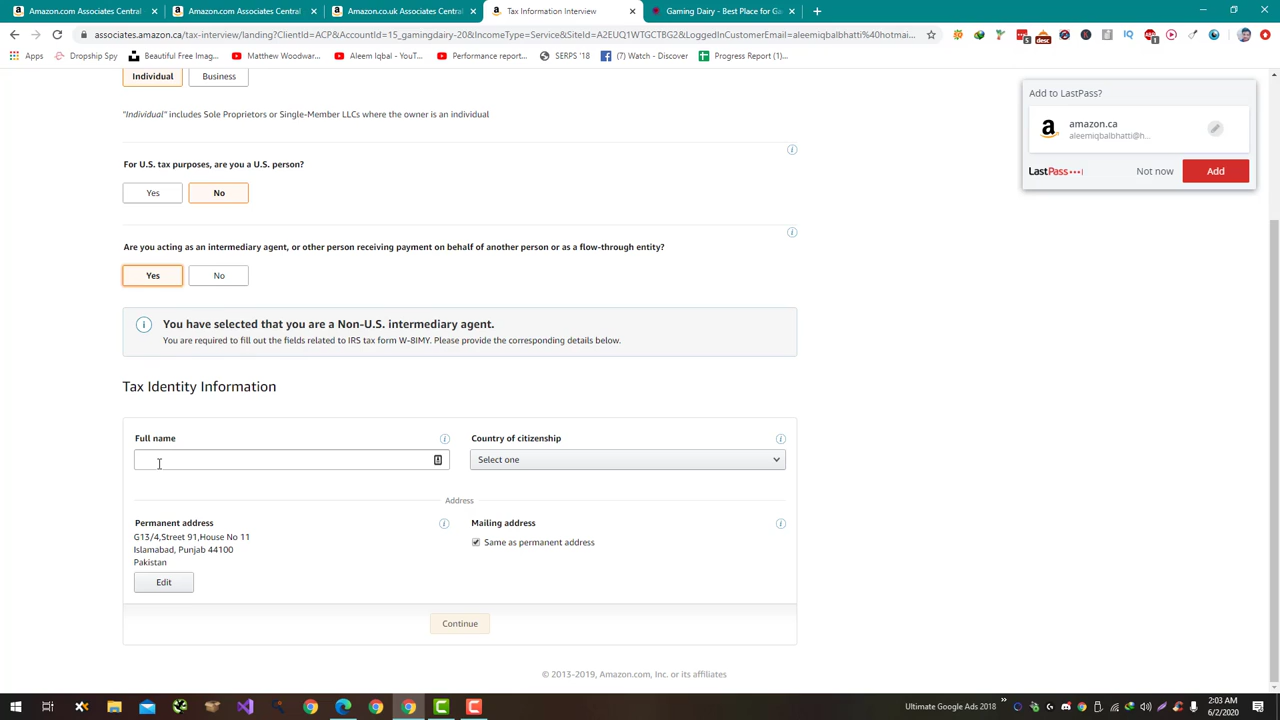 Amazon.com Associates Central
Amazon.com Associates Central
Amazon.co.uk Associates Central
Tax Information Interview
Gaming Dairy - Best Place for Ga
associates.amazon.ca/tax-interview/landing?ClientId=ACP&AccountId=15_gamingdairy-20&IncomeType=Service&SiteId=A2EUQ1WTGCTBG2&LoggedInCustomerEmail=aleemiqbalbhatti%40hotmai...
Apps
Dropship Spy
Beautiful Free Imag...
Matthew Woodwar...
Aleem Iqbal - YouT...
Performance report...
SERPS '18
(7) Watch - Discover
Progress Report (1)...
Individual
Business
"Individual" includes Sole Proprietors or Single-Member LLCs where the owner is an individual
For U.S. tax purposes, are you a U.S. person?
Yes
No
Are you acting as an intermediary agent, or other person receiving payment on behalf of another person or as a flow-through entity?
Yes
No
You have selected that you are a Non-U.S. intermediary agent.
You are required to fill out the fields related to IRS tax form W-8IMY. Please provide the corresponding details below.
Tax Identity Information
Full name
Country of citizenship
Select one
Address
Permanent address
G13/4,Street 91,House No 11
Islamabad, Punjab 44100
Pakistan
Edit
Mailing address
Same as permanent address
Continue
© 2013-2019, Amazon.com, Inc. or its affiliates
Add to LastPass?
amazon.ca
aleemiqbalbhatti@h...
LastPass
Not now
Add
Ultimate Google Ads 2018
2:03 AM
6/2/2020